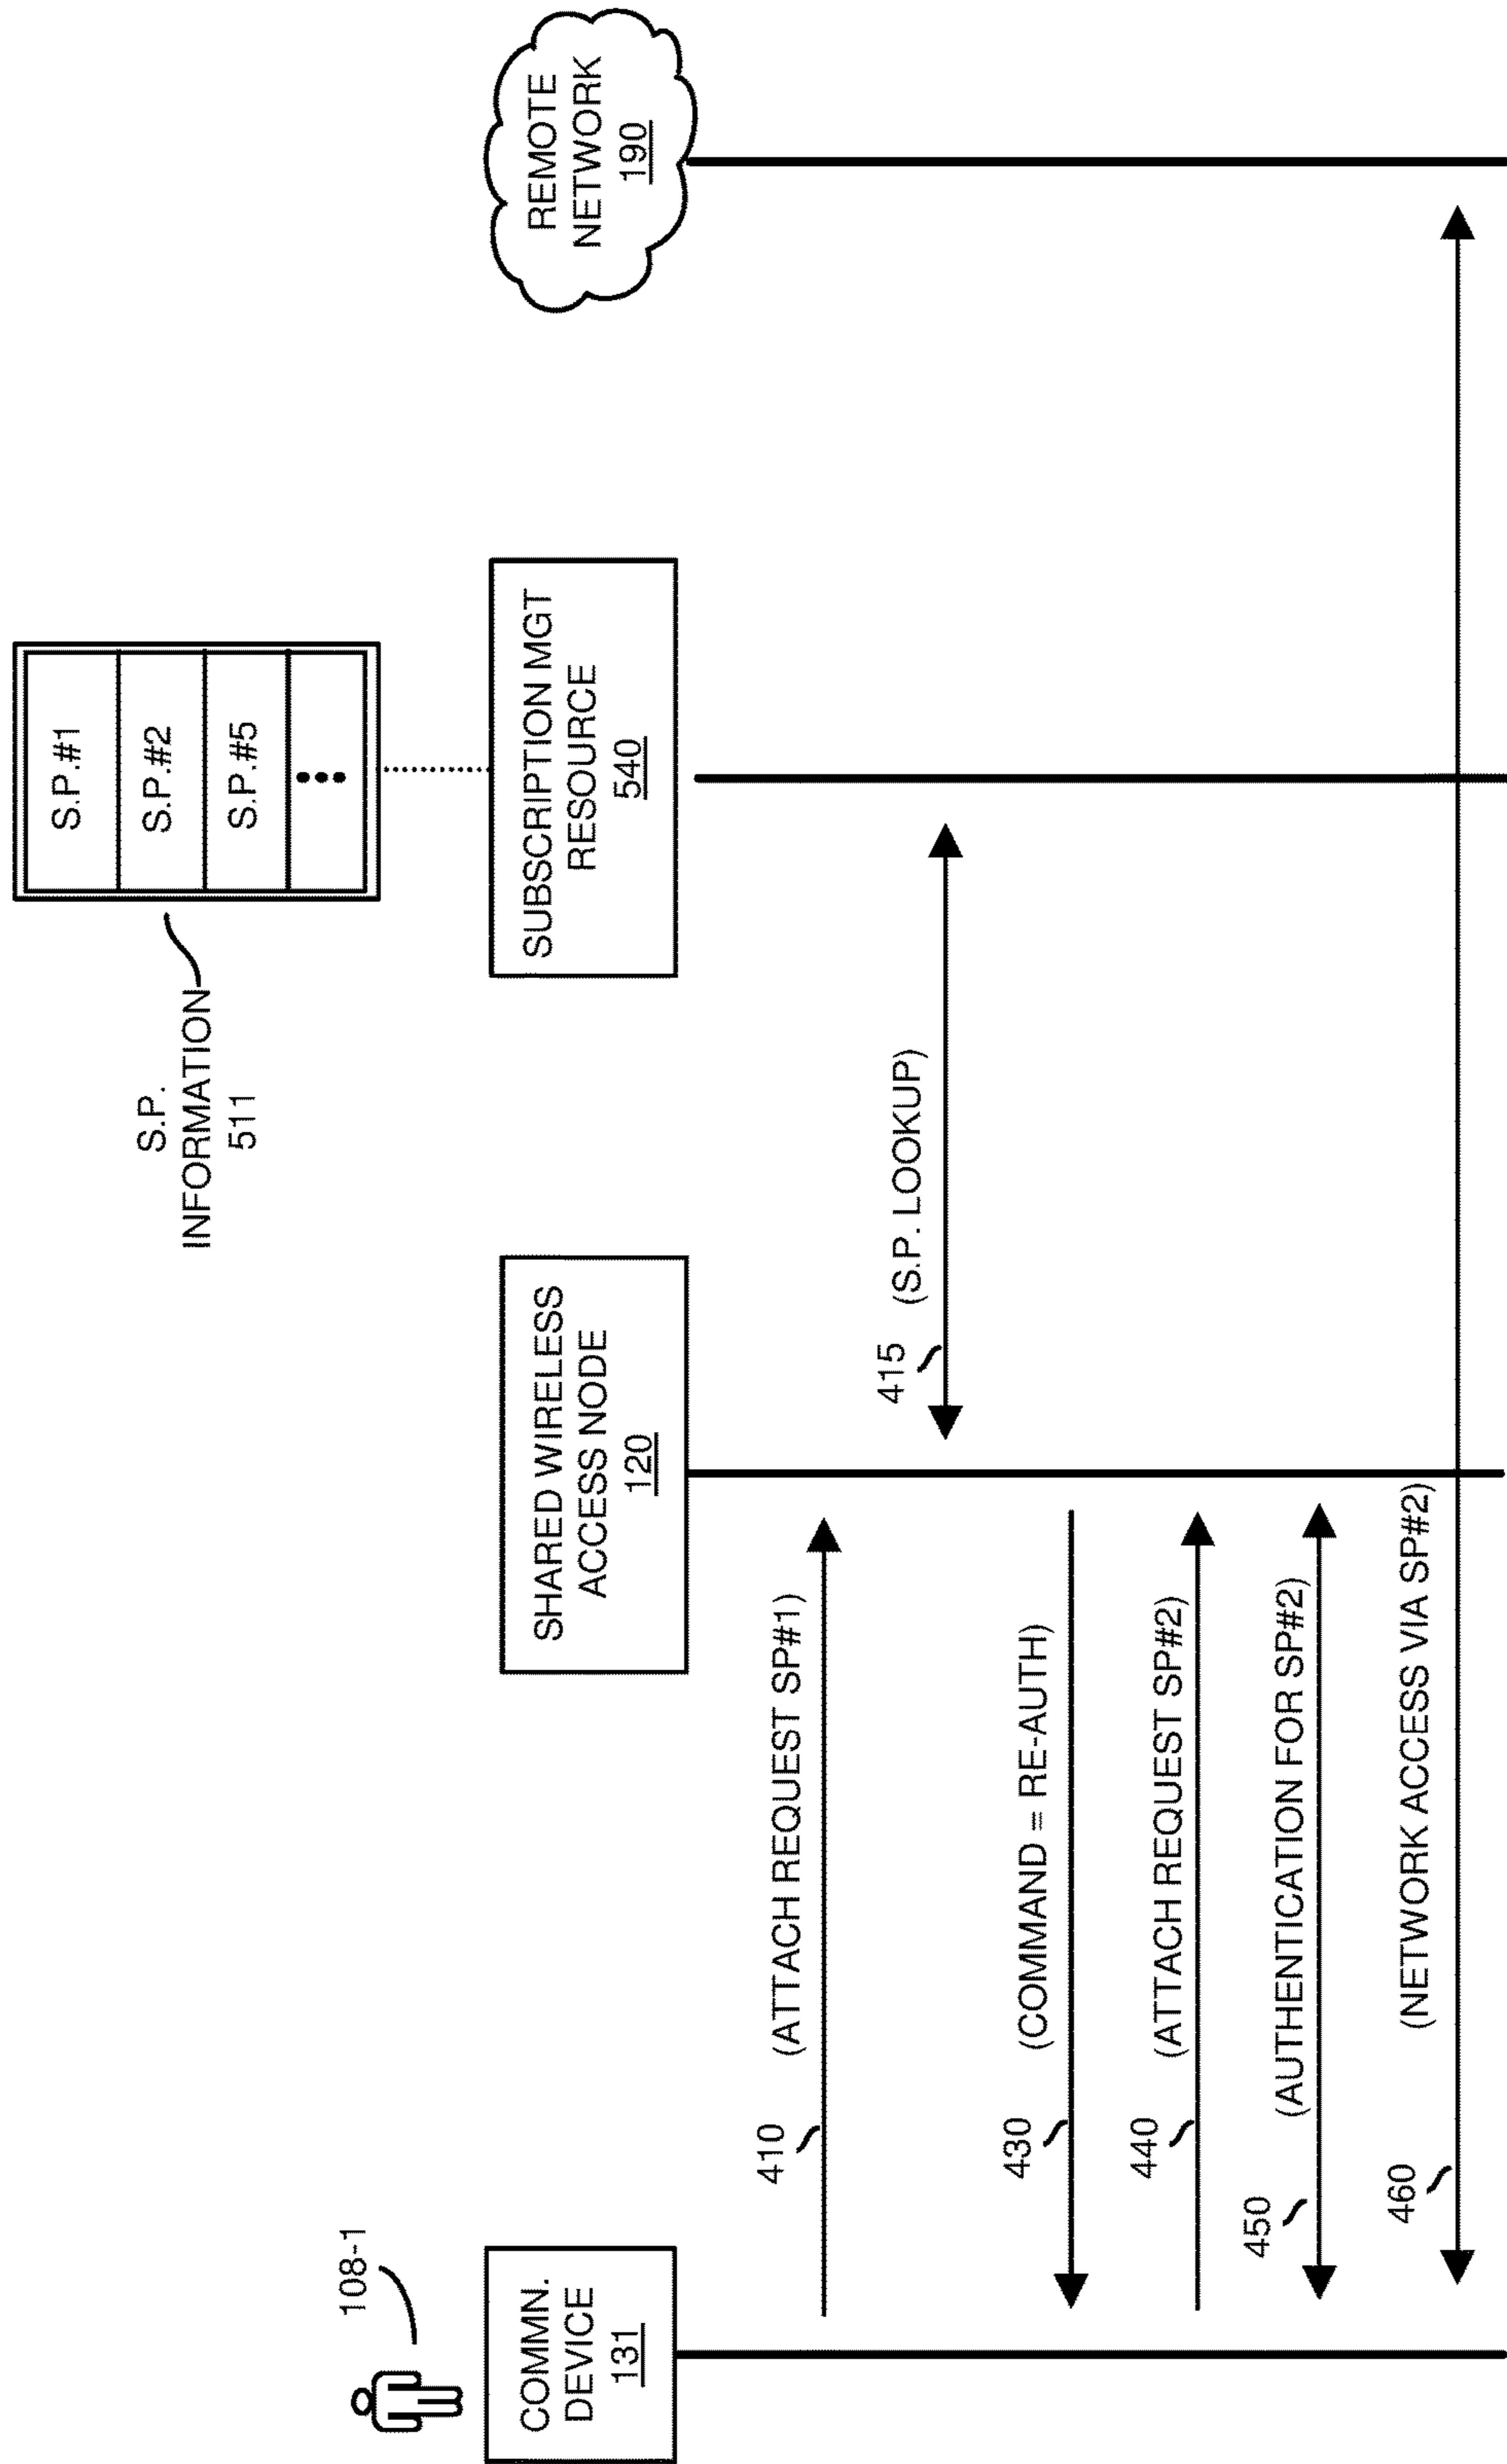 S.P.#1
S.P.#2
S.P.#5
S.P.
INFORMATION
511
108-1
COMMN.
DEVICE
131
SHARED WIRELESS
ACCESS NODE
120
SUBSCRIPTION MGT
RESOURCE
540
REMOTE
NETWORK
190
410
(ATTACH REQUEST SP#1)
415
(S.P. LOOKUP)
430
(COMMAND = RE-AUTH)
440
(ATTACH REQUEST SP#2)
450
(AUTHENTICATION FOR SP#2)
460
(NETWORK ACCESS VIA SP#2)